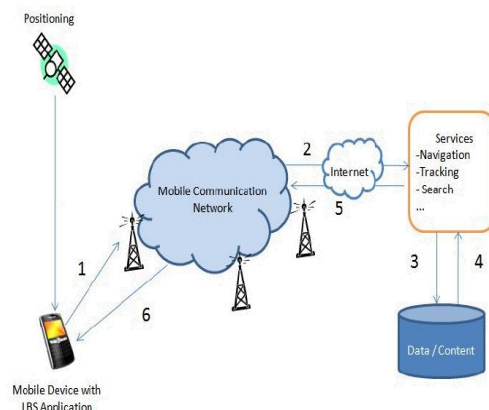 Positioning
Mobile Communication
Network
2
Internet
5
Services
-Navigation
-Tracking
- Search
...
1
6
3
4
Data / Content
Mobile Device with
LBS Application